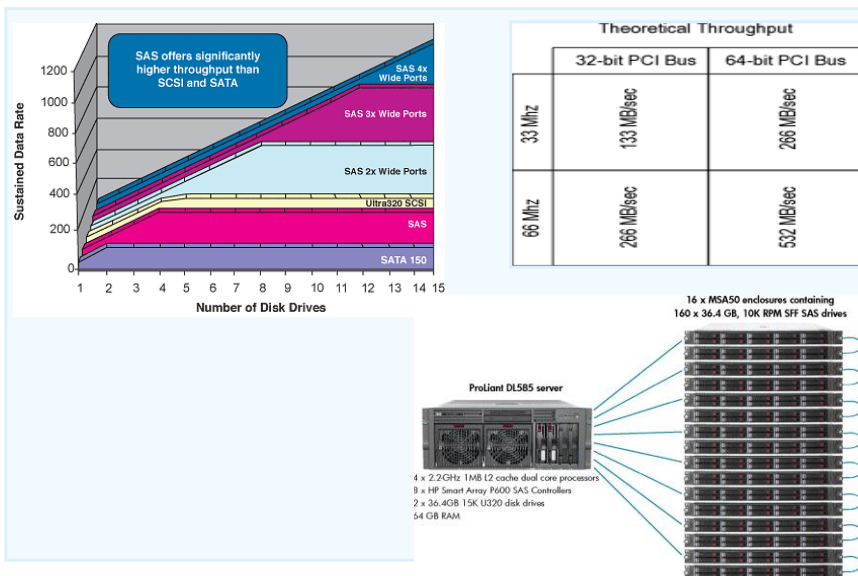 SAS offers significantly
higher throughput than
SCSI and SATA
Sustained Data Rate
1200
1000
800
600
400
200
0
SAS 4x
Wide Ports
SAS 3x Wide Ports
SAS 2x Wide Ports
Ultra320 SCSI
SAS
SATA 150
1 2 3 4 5 6 7 8 9 10 11 12 13 14 15
Number of Disk Drives
Theoretical Throughput
32-bit PCI Bus 64-bit PCI Bus
33 Mhz 133 MB/sec 266 MB/sec
66 Mhz 266 MB/sec 532 MB/sec
16 x MSA50 enclosures containing
160 x 36.4 GB, 10K RPM SFF SAS drives
ProLiant DL585 server
4 x 2.2GHz 1MB L2 cache dual core processors
8 x HP Smart Array P600 SAS Controllers
2 x 36.4GB 15K U320 disk drives
64 GB RAM